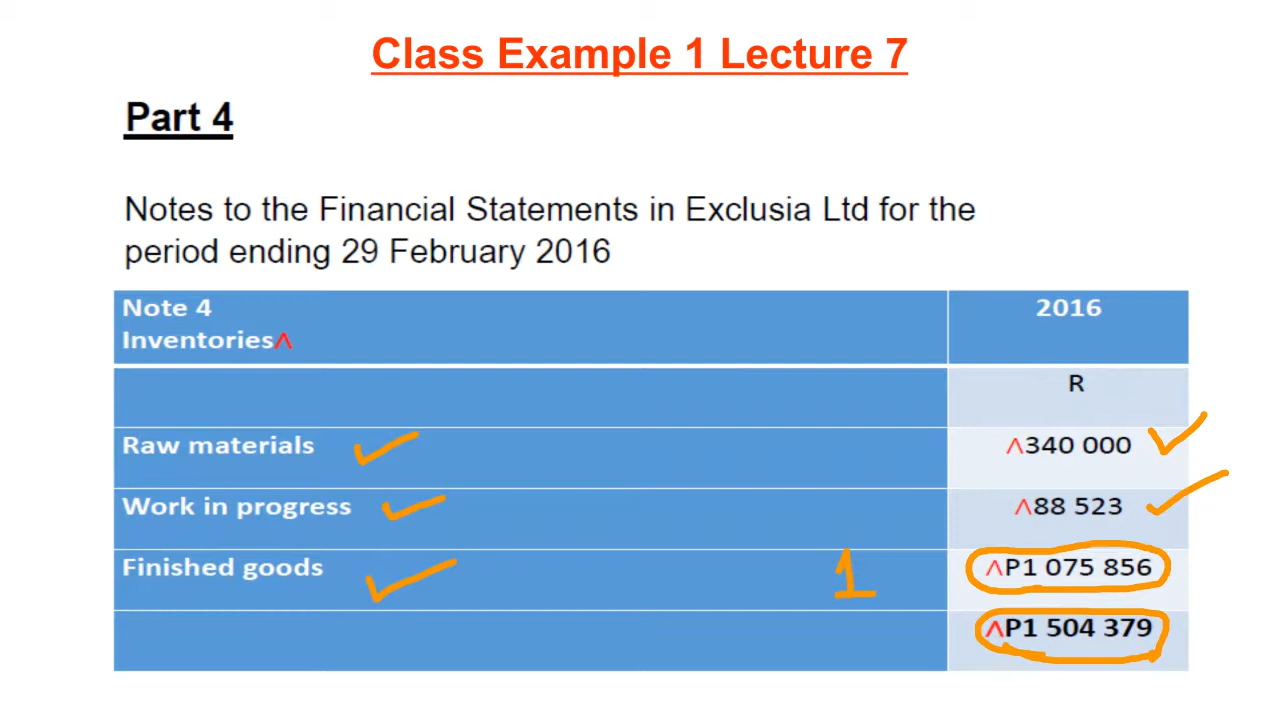 Class Example 1 Lecture 7
Part 4
Notes to the Financial Statements in Exclusia Ltd for the
period ending 29 February 2016
Note 4 2016
Inventories^
R
Raw materials ^340 000
Work in progress ^88 523
Finished goods 1 ^P1 075 856
^P1 504 379